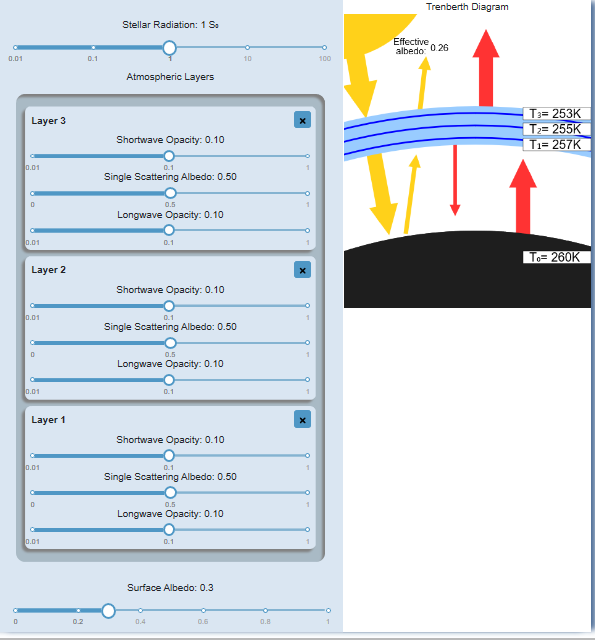 Stellar Radiation: 1 S₀
0.01 0.1 1 10 100
Atmospheric Layers
Layer 3
×
Shortwave Opacity: 0.10
0.01 0.1 1
Single Scattering Albedo: 0.50
0 0.5 1
Longwave Opacity: 0.10
0.01 0.1 1
Layer 2
×
Shortwave Opacity: 0.10
0.01 0.1 1
Single Scattering Albedo: 0.50
0 0.5 1
Longwave Opacity: 0.10
0.01 0.1 1
Layer 1
×
Shortwave Opacity: 0.10
0.01 0.1 1
Single Scattering Albedo: 0.50
0 0.5 1
Longwave Opacity: 0.10
0.01 0.1 1
Surface Albedo: 0.3
0 0.2 0.4 0.6 0.8 1
Trenberth Diagram
Effective
albedo: 0.26
T₃= 253K
T₂= 255K
T₁= 257K
T₀= 260K